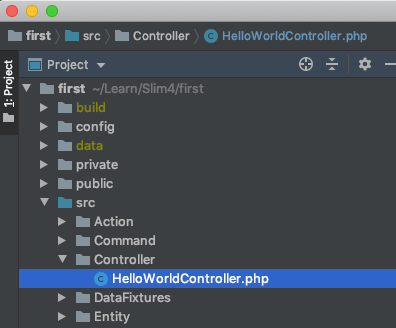 first src Controller HelloWorldController.php
1: Project
Project
first ~/Learn/Slim4/first
build
config
data
private
public
src
Action
Command
Controller
HelloWorldController.php
DataFixtures
Entity